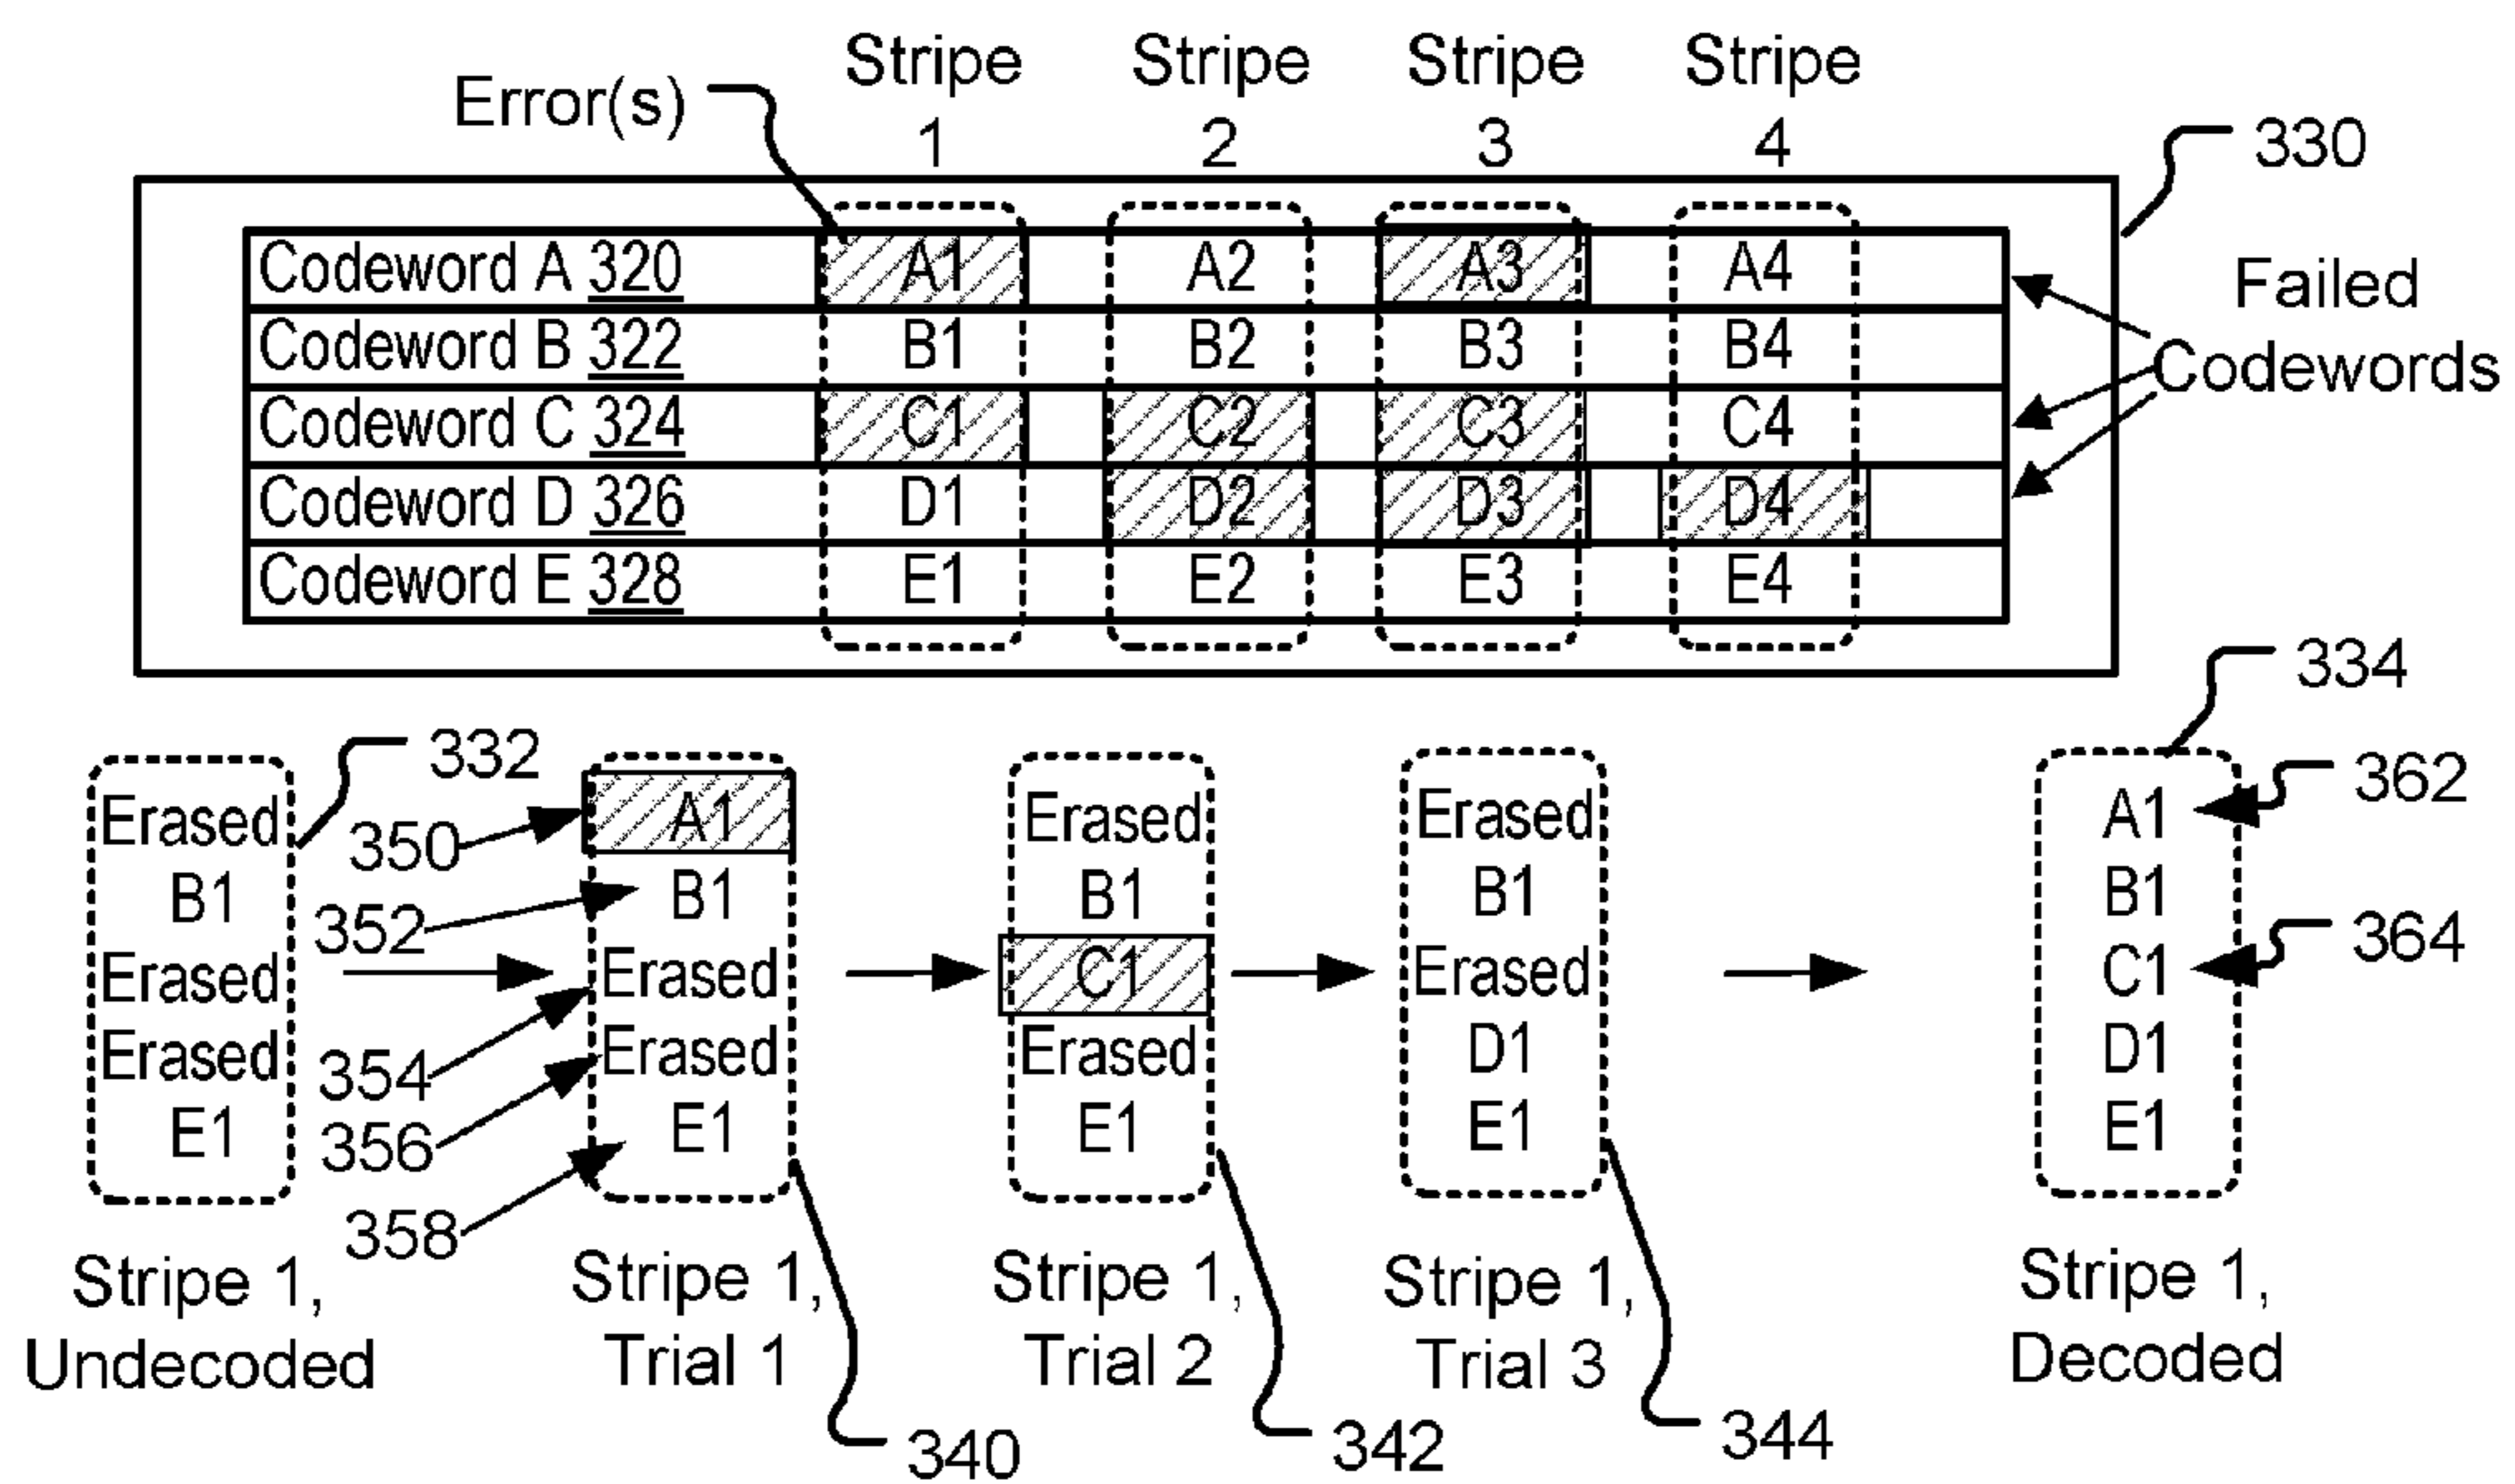 Stripe 1
Stripe 2
Stripe 3
Stripe 4
Error(s)
330
Codeword A 320 A1 A2 A3 A4
Codeword B 322 B1 B2 B3 B4
Codeword C 324 C1 C2 C3 C4
Codeword D 326 D1 D2 D3 D4
Codeword E 328 E1 E2 E3 E4
Failed
Codewords
332
Erased
B1
Erased
Erased
E1
Stripe 1,
Undecoded
350
352
354
356
358
A1
B1
Erased
Erased
E1
Stripe 1,
Trial 1
340
Erased
B1
C1
Erased
E1
Stripe 1,
Trial 2
342
Erased
B1
Erased
D1
E1
Stripe 1,
Trial 3
344
334
362
364
A1
B1
C1
D1
E1
Stripe 1,
Decoded